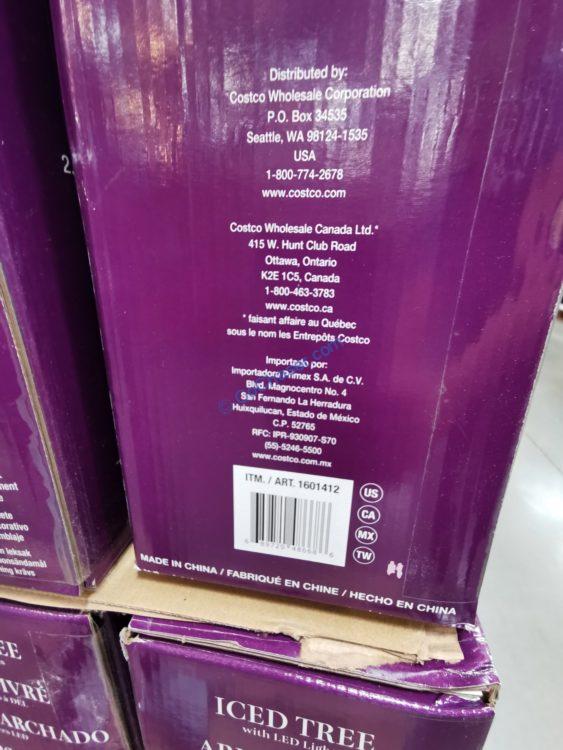 Distributed by:
Costco Wholesale Corporation
P.O. Box 34535
Seattle, WA 98124-1535
USA
1-800-774-2678
www.costco.com
Costco Wholesale Canada Ltd.*
415 W. Hunt Club Road
Ottawa, Ontario
K2E 1C5, Canada
1-800-463-3783
www.costco.ca
* faisant affaire au Québec
sous le nom les Entrepôts Costco
Importado por:
Importadora Primex S.A. de C.V.
Blvd. Magnocentro No. 4
San Fernando La Herradura
Huixquilucan, Estado de México
C.P. 52765
RFC: IPR-930907-S70
(55)-5246-5500
www.costco.com.mx
ITM. / ART. 1601412
US
CA
MX
TW
MADE IN CHINA / FABRIQUÉ EN CHINE / HECHO EN CHINA
ICED TREE
with LED